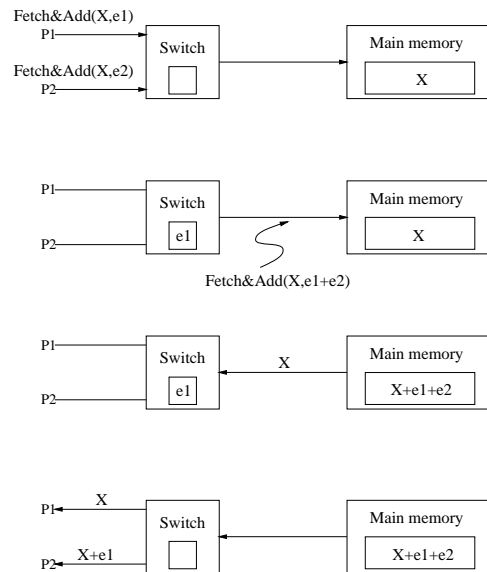 Fetch&Add(X,e1)
P1
Fetch&Add(X,e2)
P2
Switch
Main memory
X
P1
P2
Switch
e1
Main memory
X
Fetch&Add(X,e1+e2)
P1
P2
Switch
e1
X
Main memory
X+e1+e2
P1
X
P2
X+e1
Switch
Main memory
X+e1+e2